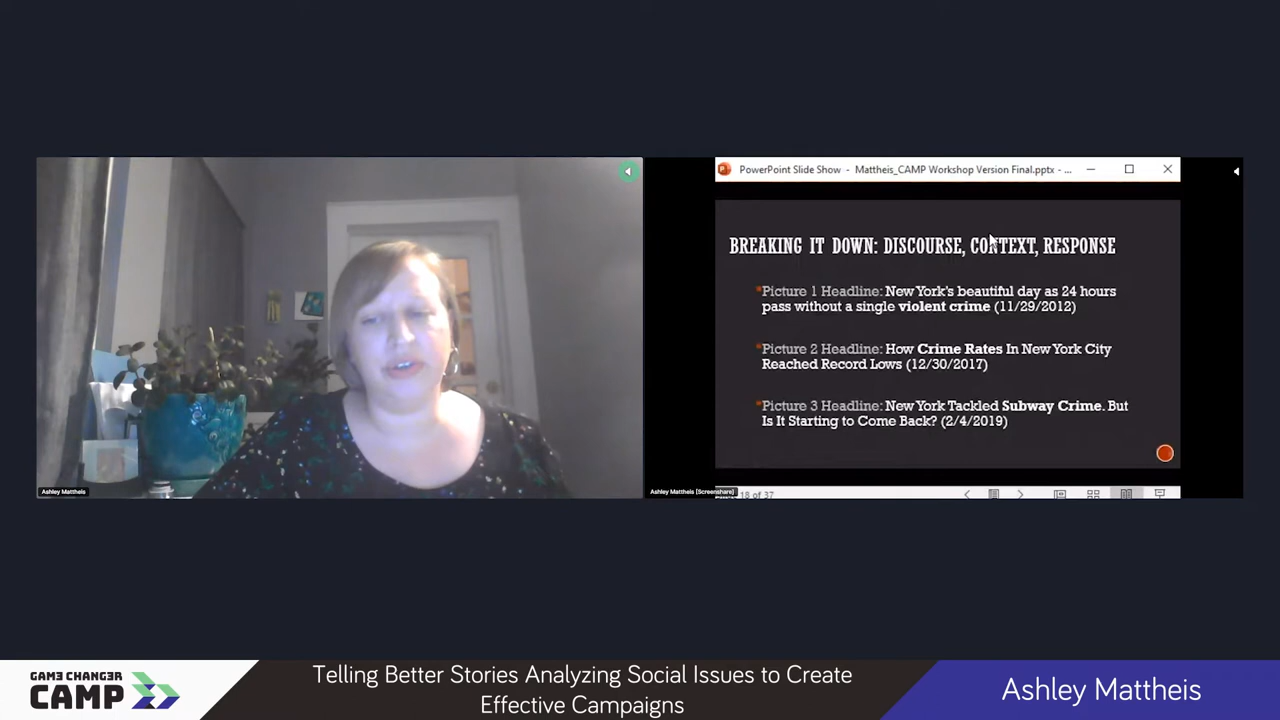 PowerPoint Slide Show - Mattheis_CAMP Workshop Version Final.pptx - ...
BREAKING IT DOWN: DISCOURSE, CONTEXT, RESPONSE
*Picture 1 Headline: New York's beautiful day as 24 hours
pass without a single violent crime (11/29/2012)
*Picture 2 Headline: How Crime Rates In New York City
Reached Record Lows (12/30/2017)
*Picture 3 Headline: New York Tackled Subway Crime. But
Is It Starting to Come Back? (2/4/2019)
Ashley Mattheis
Ashley Mattheis [Screenshare]
18 of 37
GAME CHANGER
CAMP
Telling Better Stories Analyzing Social Issues to Create
Effective Campaigns
Ashley Mattheis